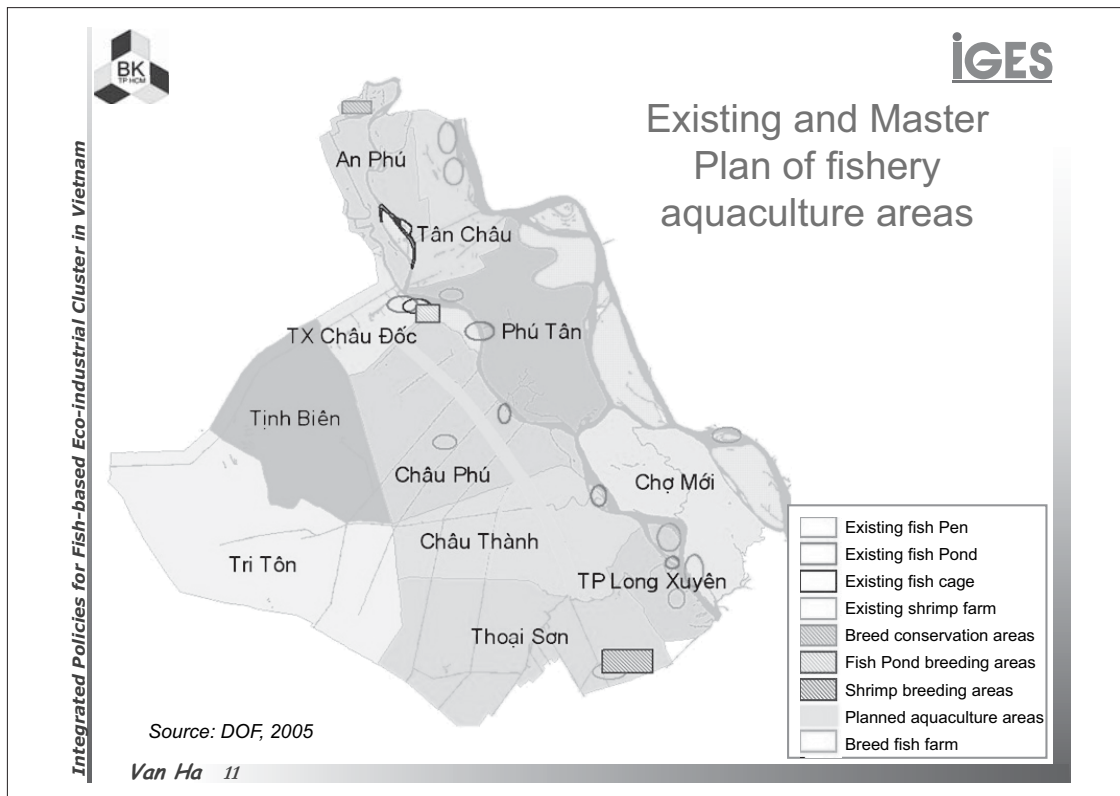 BK
TP HCM
iGES
Existing and Master
Plan of fishery
aquaculture areas
Integrated Policies for Fish-based Eco-industrial Cluster in Vietnam
An Phú
Tân Châu
TX Châu Đốc
Phú Tân
Tịnh Biên
Châu Phú
Chợ Mới
Châu Thành
Tri Tôn
TP Long Xuyên
Thoại Sơn
Existing fish Pen
Existing fish Pond
Existing fish cage
Existing shrimp farm
Breed conservation areas
Fish Pond breeding areas
Shrimp breeding areas
Planned aquaculture areas
Breed fish farm
Source: DOF, 2005
Van Ha 11